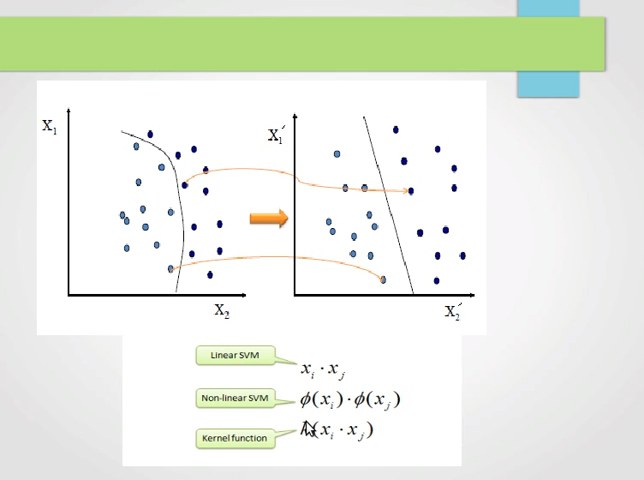 X₁
X₂
X₁′
X₂′
Linear SVM
xᵢ · xⱼ
Non-linear SVM
ϕ(xᵢ) · ϕ(xⱼ)
Kernel function
(xᵢ · xⱼ)